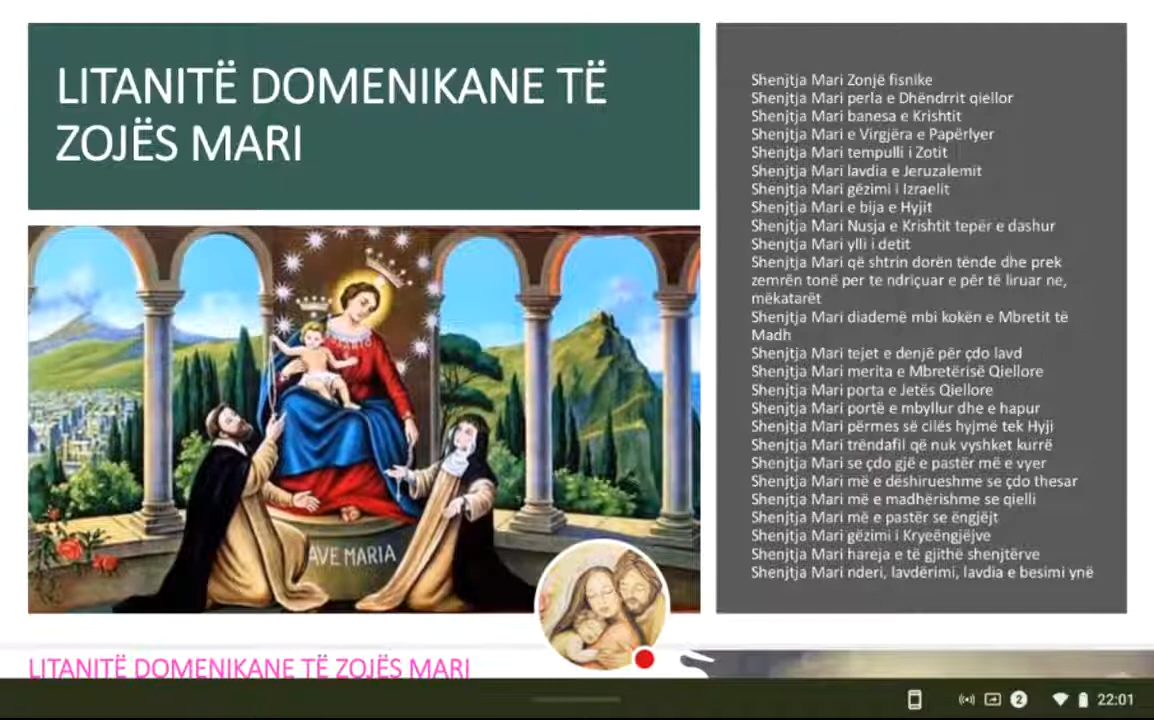 LITANITË DOMENIKANE TË
ZOJËS MARI
Shenjtja Mari Zonjë fisnike
Shenjtja Mari perla e Dhëndrrit qiellor
Shenjtja Mari banesa e Krishtit
Shenjtja Mari e Virgjëra e Papërlyer
Shenjtja Mari tempulli i Zotit
Shenjtja Mari lavdia e Jeruzalemit
Shenjtja Mari gëzimi i Izraelit
Shenjtja Mari e bija e Hyjit
Shenjtja Mari Nusja e Krishtit tepër e dashur
Shenjtja Mari ylli i detit
Shenjtja Mari që shtrin dorën tënde dhe prek
zemrën tonë per te ndriçuar e për të liruar ne,
mëkatarët
Shenjtja Mari diademë mbi kokën e Mbretit të
Madh
Shenjtja Mari tejet e denjë për çdo lavd
Shenjtja Mari merita e Mbretërisë Qiellore
Shenjtja Mari porta e Jetës Qiellore
Shenjtja Mari portë e mbyllur dhe e hapur
Shenjtja Mari përmes së cilës hyjmë tek Hyji
Shenjtja Mari trëndafil që nuk vyshket kurrë
Shenjtja Mari se çdo gjë e pastër më e vyer
Shenjtja Mari më e dëshirueshme se çdo thesar
Shenjtja Mari më e madhërishme se qielli
Shenjtja Mari më e pastër se ëngjëjt
Shenjtja Mari gëzimi i Kryeëngjëjve
Shenjtja Mari hareja e të gjithë shenjtërve
Shenjtja Mari nderi, lavdërimi, lavdia e besimi ynë
AVE MARIA
LITANITË DOMENIKANE TË ZOJËS MARI
2
22:01